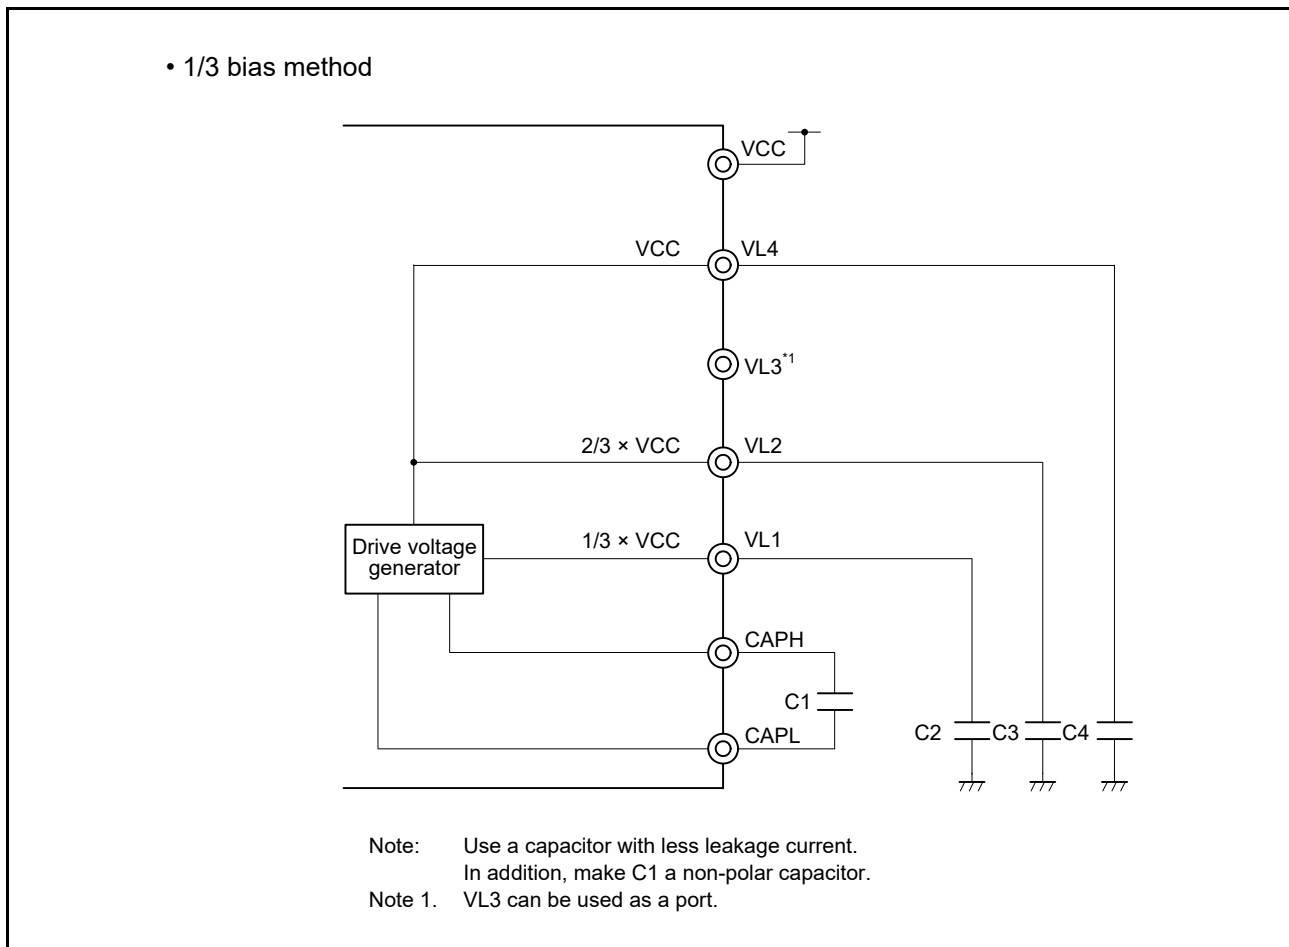 • 1/3 bias method
VCC
VCC VL4
VL3*1
2/3 × VCC VL2
Drive voltage
generator
1/3 × VCC VL1
CAPH
C1
CAPL
C2 C3 C4
Note: Use a capacitor with less leakage current.
In addition, make C1 a non-polar capacitor.
Note 1. VL3 can be used as a port.